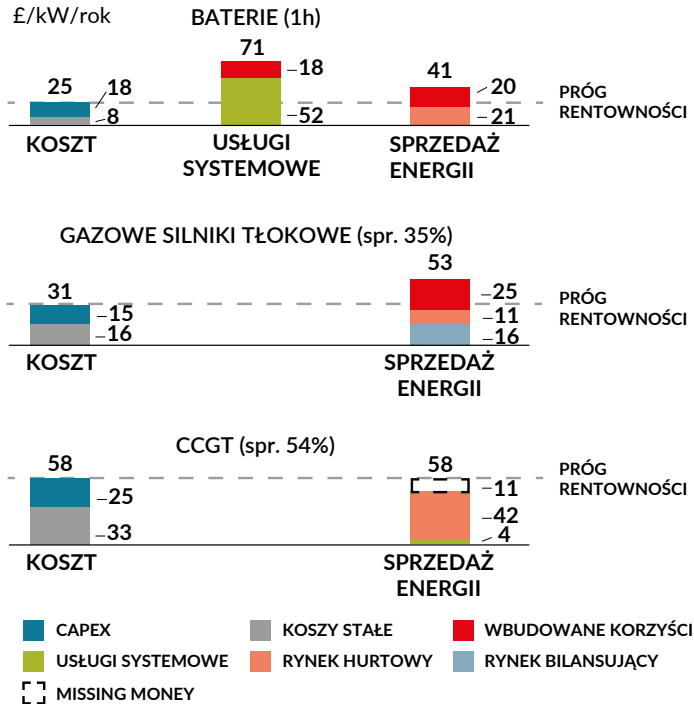 £/kW/rok
BATERIE (1h)
25
18
8
KOSZT
71
18
52
USŁUGI
SYSTEMOWE
41
20
21
SPRZEDAŻ
ENERGII
PRÓG
RENTOWNOŚCI
GAZOWE SILNIKI TŁOKOWE (spr. 35%)
31
15
16
KOSZT
53
25
11
16
SPRZEDAŻ
ENERGII
PRÓG
RENTOWNOŚCI
CCGT (spr. 54%)
58
25
33
KOSZT
58
11
42
4
SPRZEDAŻ
ENERGII
PRÓG
RENTOWNOŚCI
CAPEX
KOSZY STAŁE
WBUDOWANE KORZYŚCI
USŁUGI SYSTEMOWE
RYNEK HURTOWY
RYNEK BILANSUJĄCY
MISSING MONEY